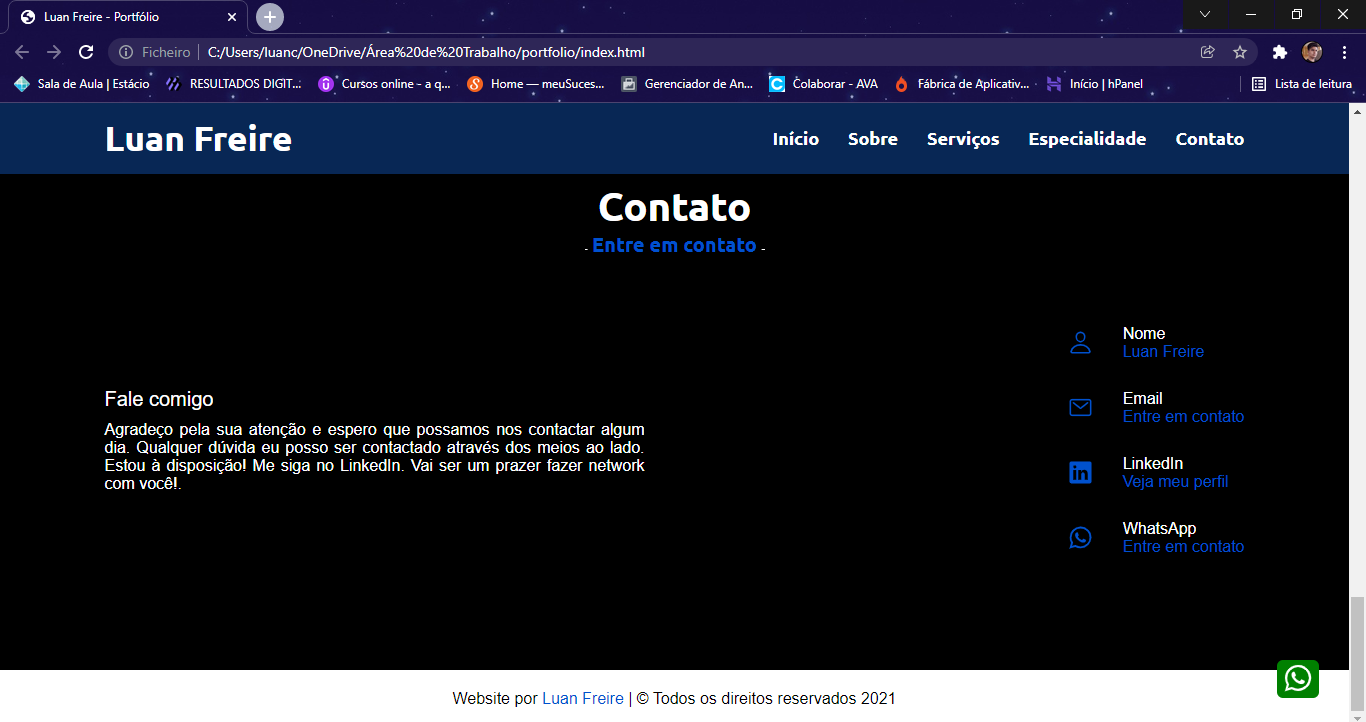 Luan Freire - Portfólio
Ficheiro C:/Users/luanc/OneDrive/Área%20de%20Trabalho/portfolio/index.html
Sala de Aula | Estácio RESULTADOS DIGIT... Cursos online - a q... Home — meuSuces... Gerenciador de An... Colaborar - AVA Fábrica de Aplicativ... Início | hPanel Lista de leitura
Luan Freire Início Sobre Serviços Especialidade Contato
Contato
- Entre em contato -
Fale comigo
Agradeço pela sua atenção e espero que possamos nos contactar algum
dia. Qualquer dúvida eu posso ser contactado através dos meios ao lado.
Estou à disposição! Me siga no LinkedIn. Vai ser um prazer fazer network
com você!.
Nome
Luan Freire
Email
Entre em contato
LinkedIn
Veja meu perfil
WhatsApp
Entre em contato
Website por Luan Freire | © Todos os direitos reservados 2021